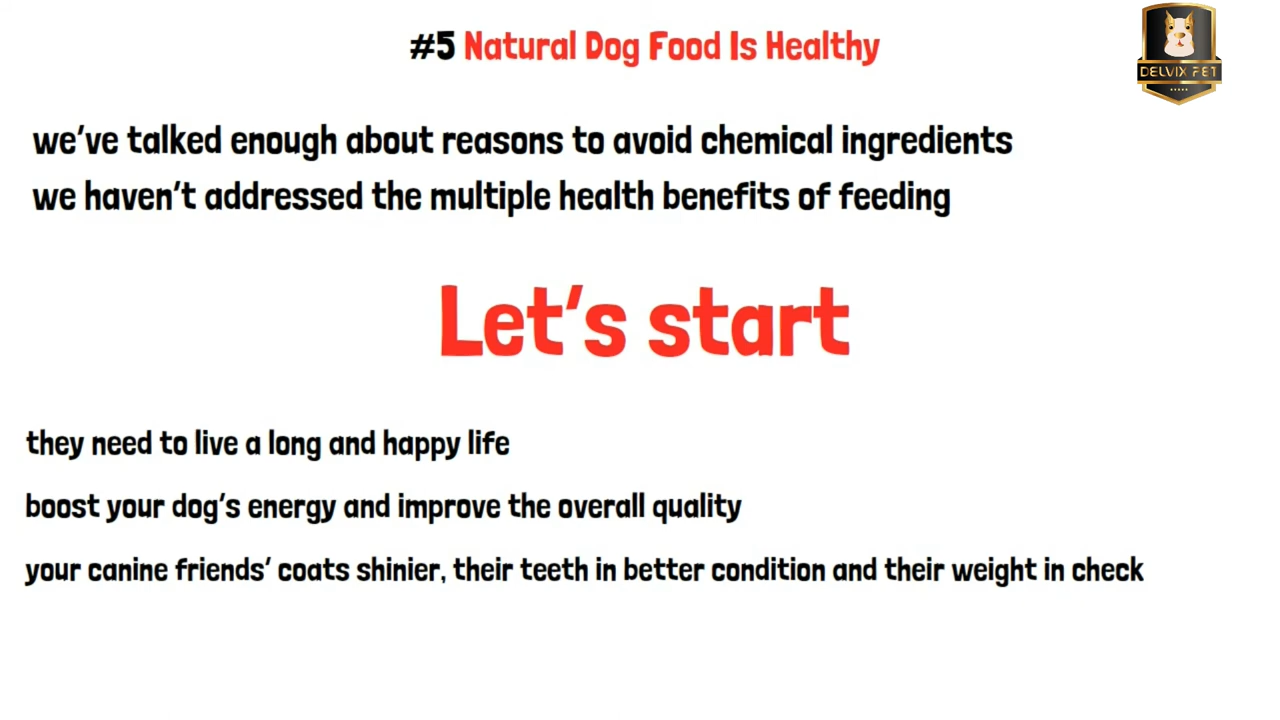 #5 Natural Dog Food Is Healthy
DELVIX PET
we've talked enough about reasons to avoid chemical ingredients
we haven't addressed the multiple health benefits of feeding
Let's start
they need to live a long and happy life
boost your dog's energy and improve the overall quality
your canine friends' coats shinier, their teeth in better condition and their weight in check